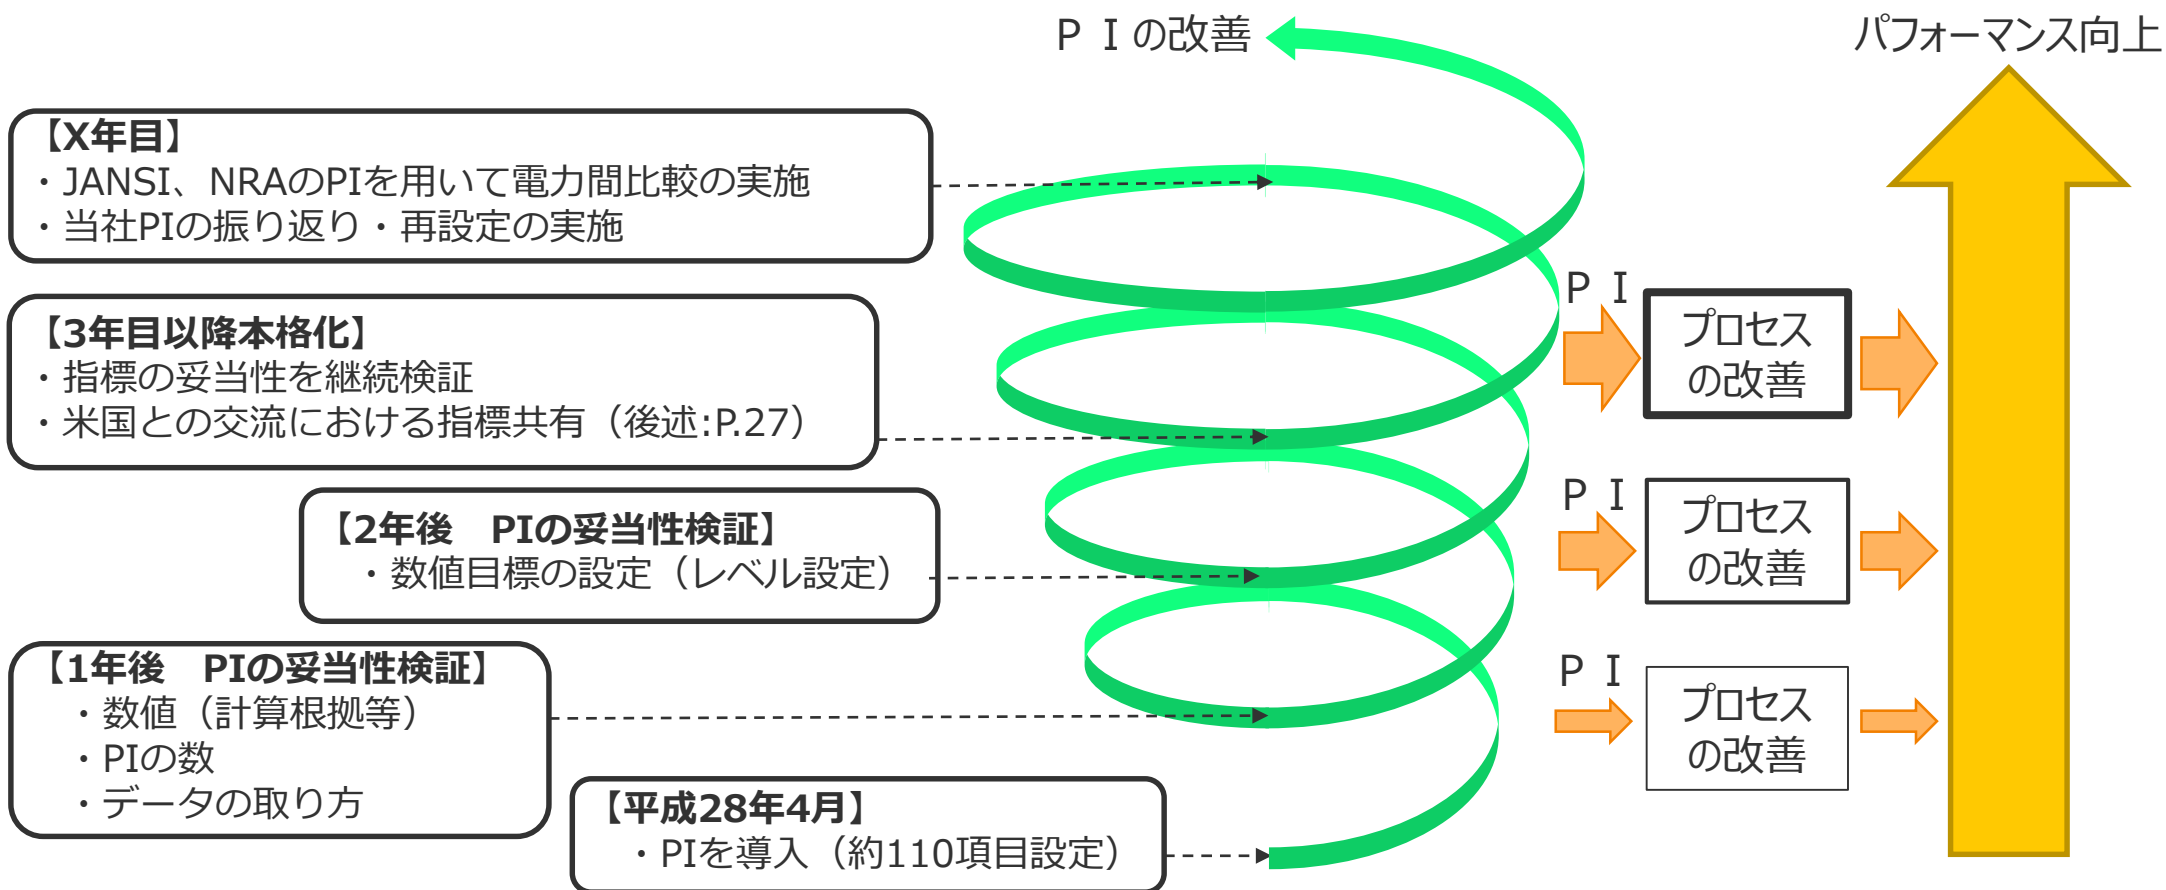 ＰＩの改善
パフォーマンス向上
【X年目】
・JANSI、NRAのPIを用いて電力間比較の実施
・当社PIの振り返り・再設定の実施
【3年目以降本格化】
・指標の妥当性を継続検証
・米国との交流における指標共有（後述:P.27）
【2年後　PIの妥当性検証】
・数値目標の設定（レベル設定）
【1年後　PIの妥当性検証】
・数値（計算根拠等）
・PIの数
・データの取り方
【平成28年4月】
・PIを導入（約110項目設定）
ＰＩ
プロセス
の改善
ＰＩ
プロセス
の改善
ＰＩ
プロセス
の改善